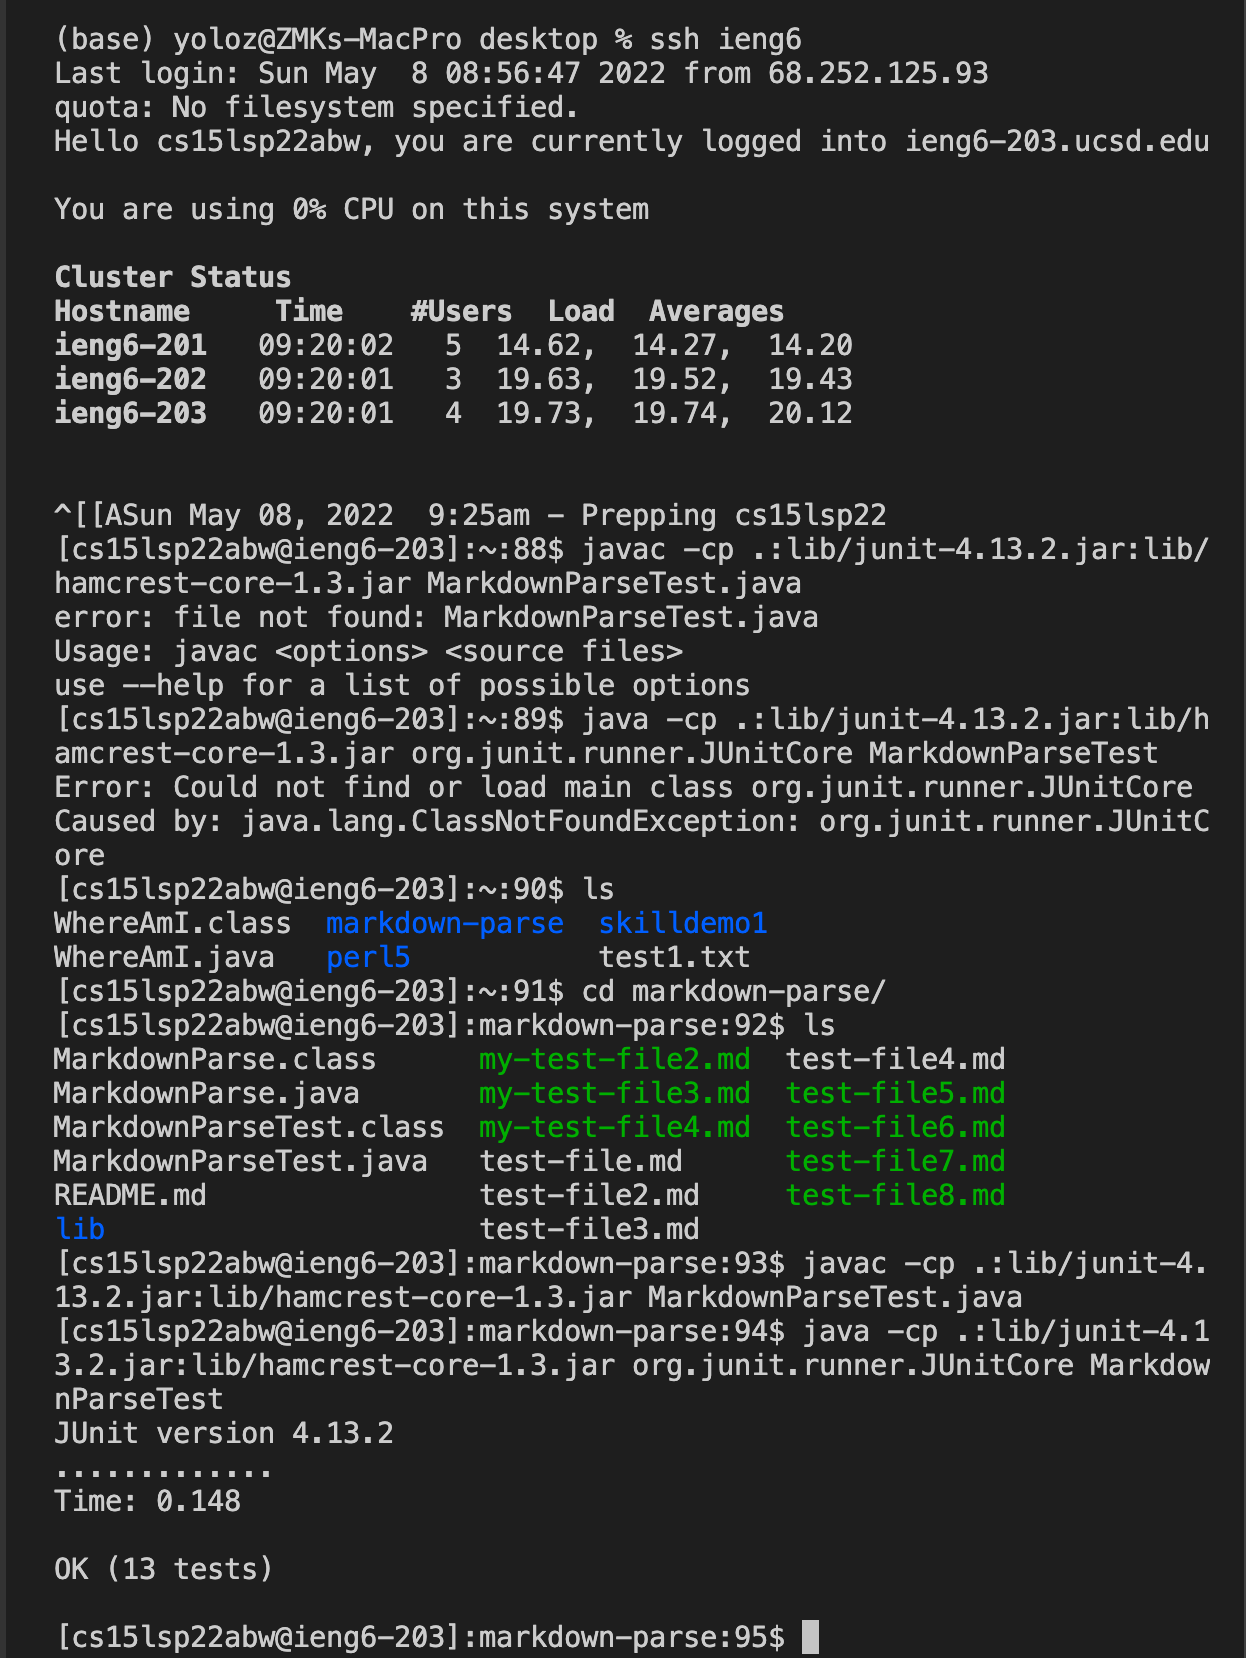 (base) yoloz@ZMKs-MacPro desktop % ssh ieng6
Last login: Sun May  8 08:56:47 2022 from 68.252.125.93
quota: No filesystem specified.
Hello cs15lsp22abw, you are currently logged into ieng6-203.ucsd.edu
You are using 0% CPU on this system
Cluster Status
Hostname     Time    #Users  Load  Averages
ieng6-201   09:20:02   5  14.62,  14.27,  14.20
ieng6-202   09:20:01   3  19.63,  19.52,  19.43
ieng6-203   09:20:01   4  19.73,  19.74,  20.12
^[[ASun May 08, 2022  9:25am - Prepping cs15lsp22
[cs15lsp22abw@ieng6-203]:~:88$ javac -cp .:lib/junit-4.13.2.jar:lib/
hamcrest-core-1.3.jar MarkdownParseTest.java
error: file not found: MarkdownParseTest.java
Usage: javac <options> <source files>
use --help for a list of possible options
[cs15lsp22abw@ieng6-203]:~:89$ java -cp .:lib/junit-4.13.2.jar:lib/h
amcrest-core-1.3.jar org.junit.runner.JUnitCore MarkdownParseTest
Error: Could not find or load main class org.junit.runner.JUnitCore
Caused by: java.lang.ClassNotFoundException: org.junit.runner.JUnitC
ore
[cs15lsp22abw@ieng6-203]:~:90$ ls
WhereAmI.class  markdown-parse  skilldemo1
WhereAmI.java   perl5           test1.txt
[cs15lsp22abw@ieng6-203]:~:91$ cd markdown-parse/
[cs15lsp22abw@ieng6-203]:markdown-parse:92$ ls
MarkdownParse.class      my-test-file2.md  test-file4.md
MarkdownParse.java       my-test-file3.md  test-file5.md
MarkdownParseTest.class  my-test-file4.md  test-file6.md
MarkdownParseTest.java   test-file.md      test-file7.md
README.md                test-file2.md     test-file8.md
lib                      test-file3.md
[cs15lsp22abw@ieng6-203]:markdown-parse:93$ javac -cp .:lib/junit-4.
13.2.jar:lib/hamcrest-core-1.3.jar MarkdownParseTest.java
[cs15lsp22abw@ieng6-203]:markdown-parse:94$ java -cp .:lib/junit-4.1
3.2.jar:lib/hamcrest-core-1.3.jar org.junit.runner.JUnitCore Markdow
nParseTest
JUnit version 4.13.2
.............
Time: 0.148
OK (13 tests)
[cs15lsp22abw@ieng6-203]:markdown-parse:95$